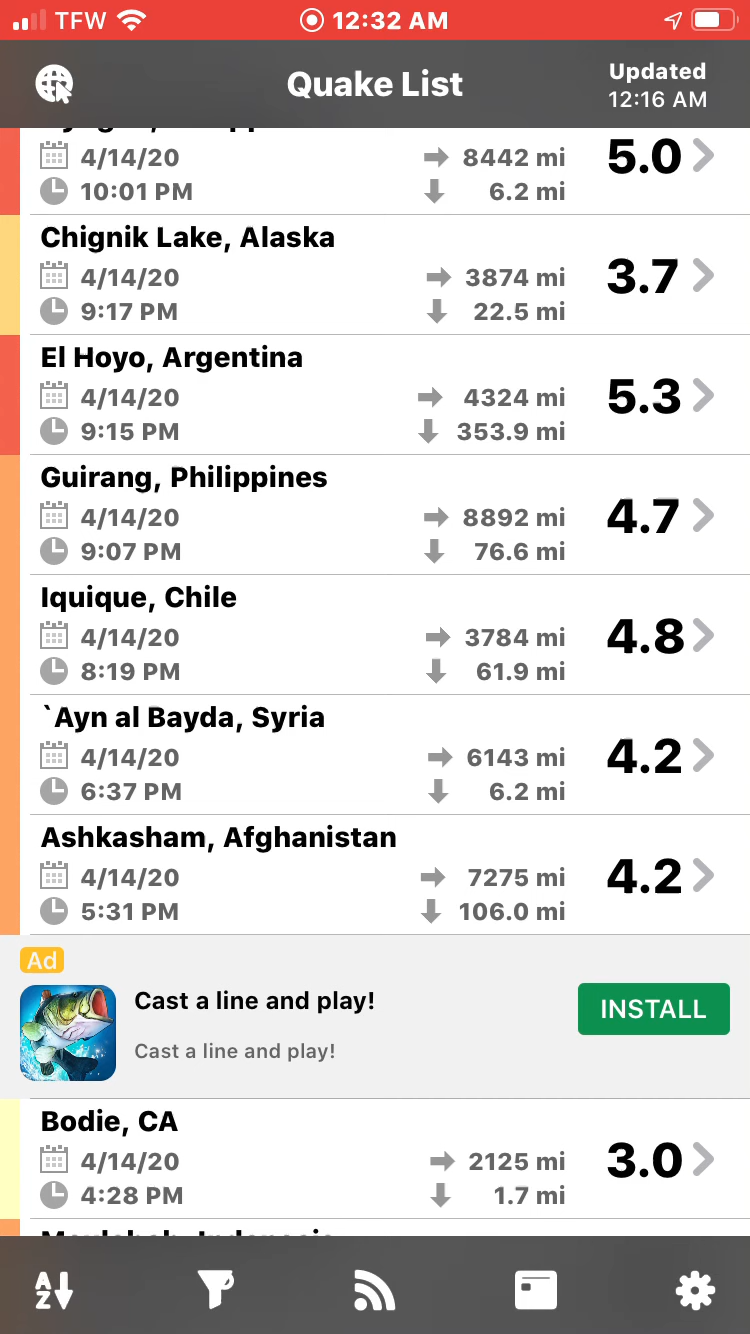 TFW 12:32 AM
Quake List
Updated
12:16 AM
4/14/20 8442 mi 5.0
10:01 PM 6.2 mi
Chignik Lake, Alaska
4/14/20 3874 mi 3.7
9:17 PM 22.5 mi
El Hoyo, Argentina
4/14/20 4324 mi 5.3
9:15 PM 353.9 mi
Guirang, Philippines
4/14/20 8892 mi 4.7
9:07 PM 76.6 mi
Iquique, Chile
4/14/20 3784 mi 4.8
8:19 PM 61.9 mi
`Ayn al Bayda, Syria
4/14/20 6143 mi 4.2
6:37 PM 6.2 mi
Ashkasham, Afghanistan
4/14/20 7275 mi 4.2
5:31 PM 106.0 mi
Ad
Cast a line and play!
Cast a line and play!
INSTALL
Bodie, CA
4/14/20 2125 mi 3.0
4:28 PM 1.7 mi
A
Z